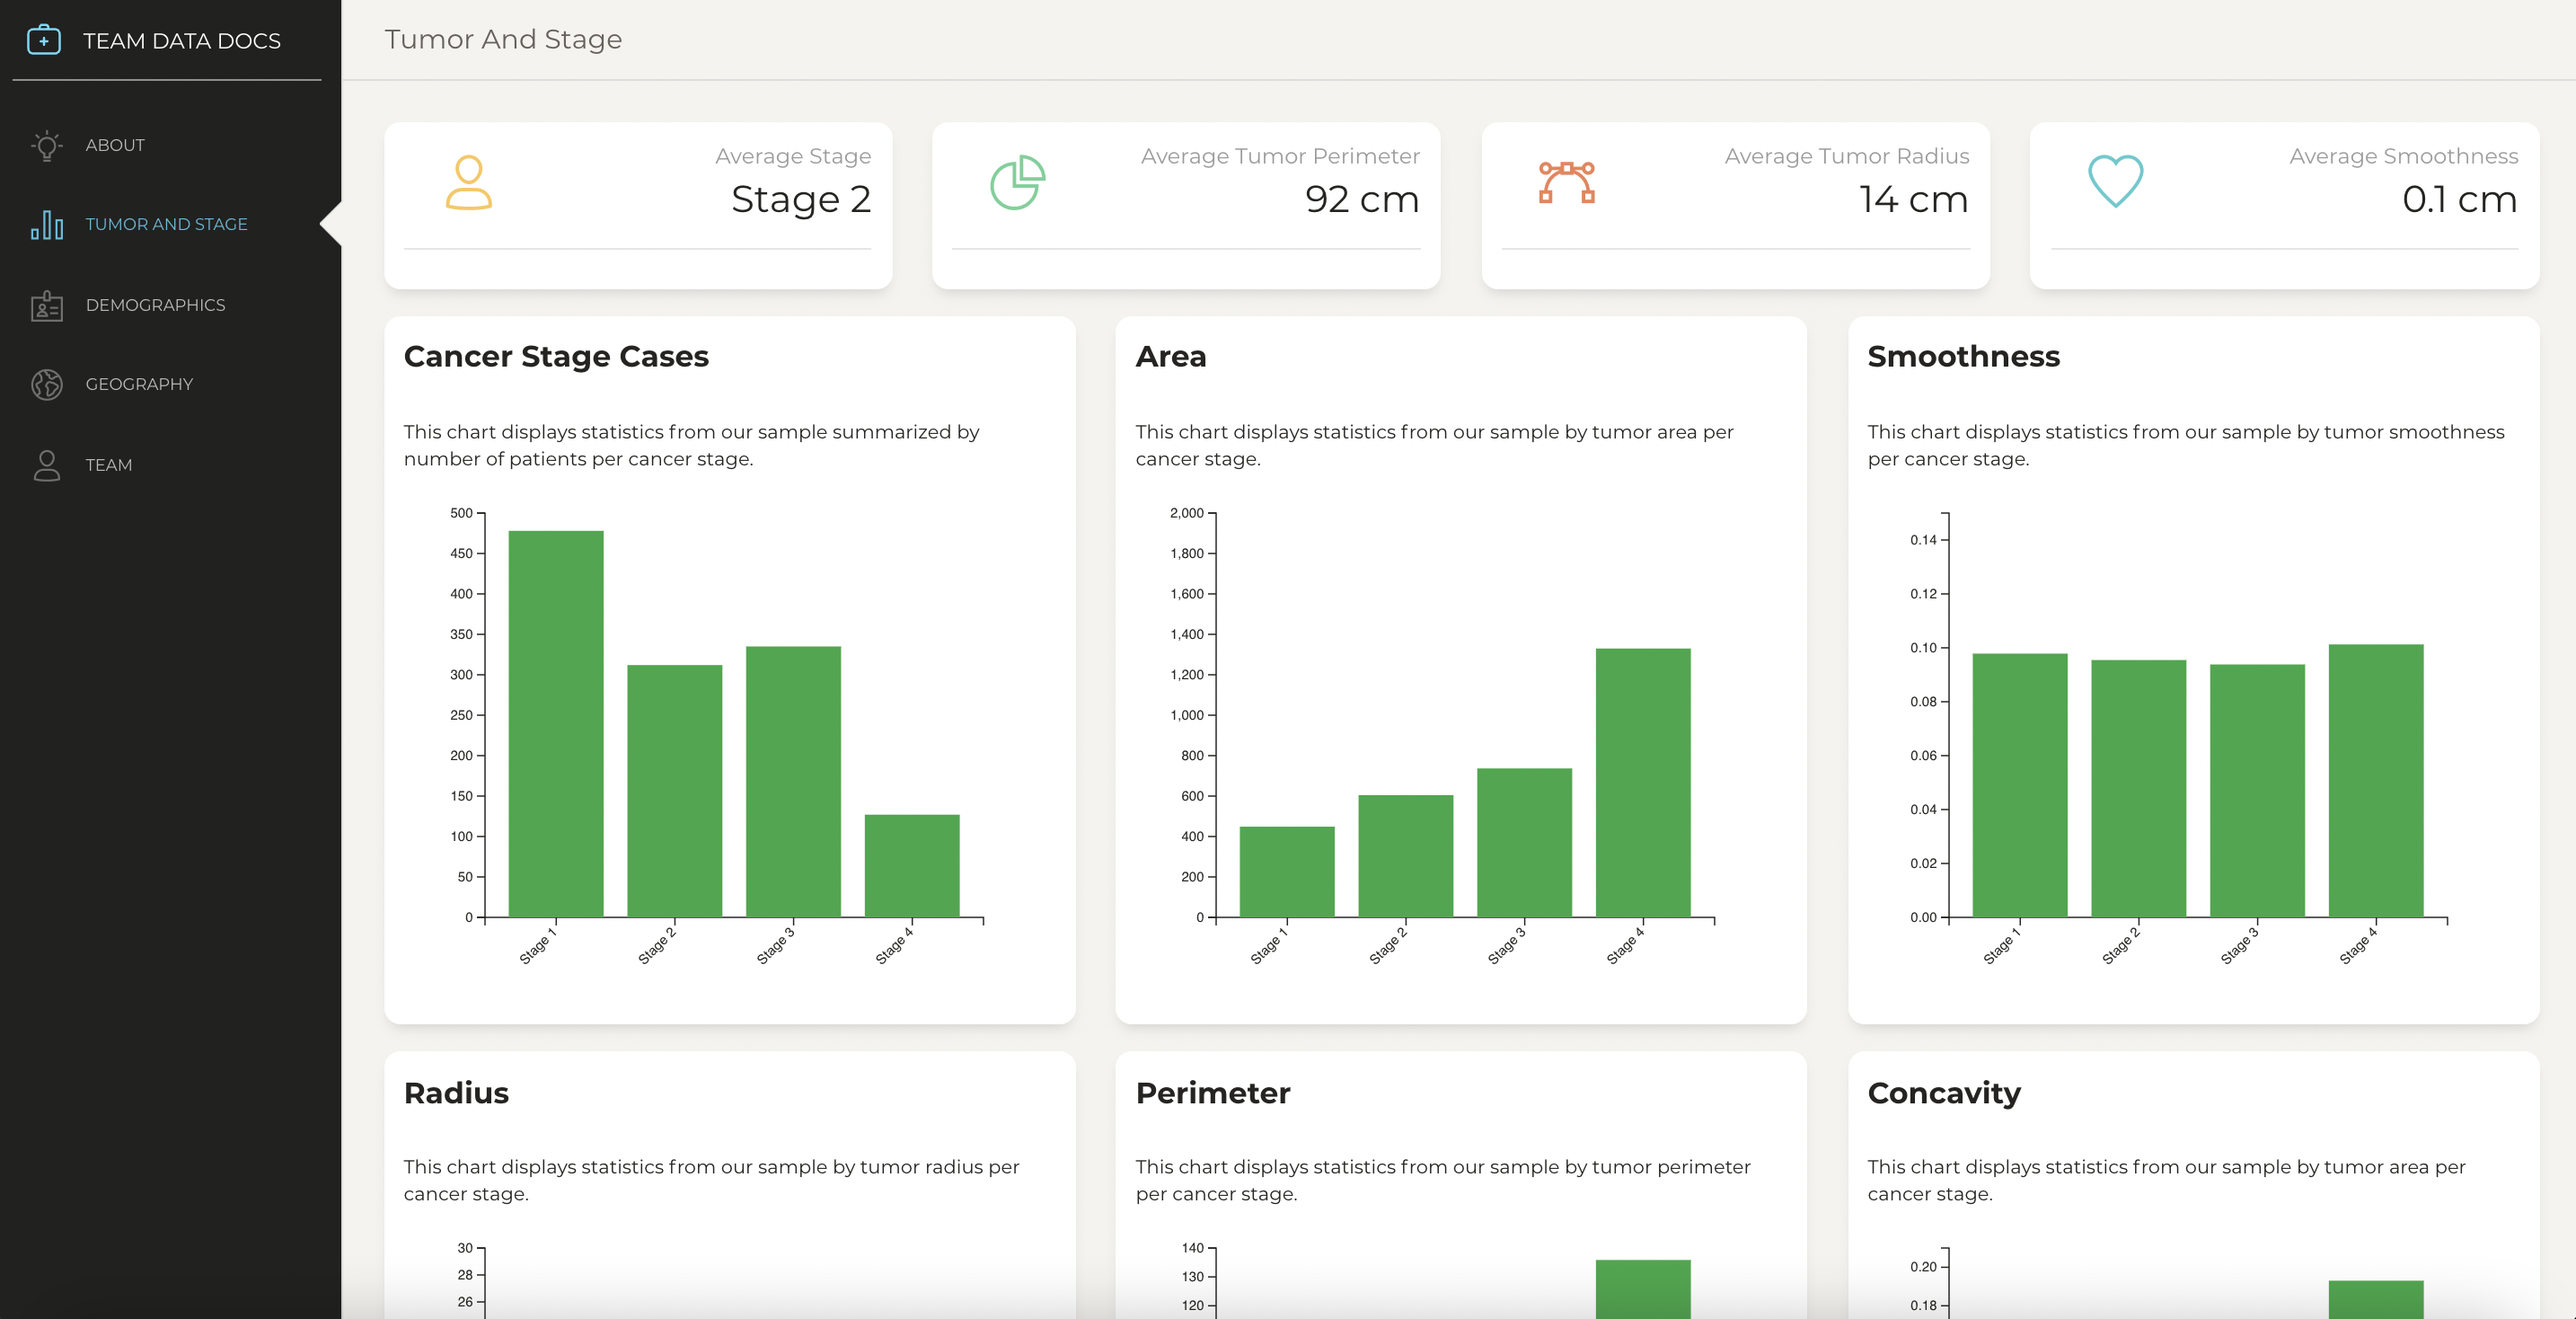 TEAM DATA DOCS
ABOUT
TUMOR AND STAGE
DEMOGRAPHICS
GEOGRAPHY
TEAM
Tumor And Stage
Average Stage
Stage 2
Average Tumor Perimeter
92 cm
Average Tumor Radius
14 cm
Average Smoothness
0.1 cm
Cancer Stage Cases
This chart displays statistics from our sample summarized by
number of patients per cancer stage.
500
450
400
350
300
250
200
150
100
50
0
Stage 1
Stage 2
Stage 3
Stage 4
Area
This chart displays statistics from our sample by tumor area per
cancer stage.
2,000
1,800
1,600
1,400
1,200
1,000
800
600
400
200
0
Stage 1
Stage 2
Stage 3
Stage 4
Smoothness
This chart displays statistics from our sample by tumor smoothness
per cancer stage.
0.14
0.12
0.10
0.08
0.06
0.04
0.02
0.00
Stage 1
Stage 2
Stage 3
Stage 4
Radius
This chart displays statistics from our sample by tumor radius per
cancer stage.
30
28
26
Perimeter
This chart displays statistics from our sample by tumor perimeter
per cancer stage.
140
130
120
Concavity
This chart displays statistics from our sample by tumor area per
cancer stage.
0.20
0.18